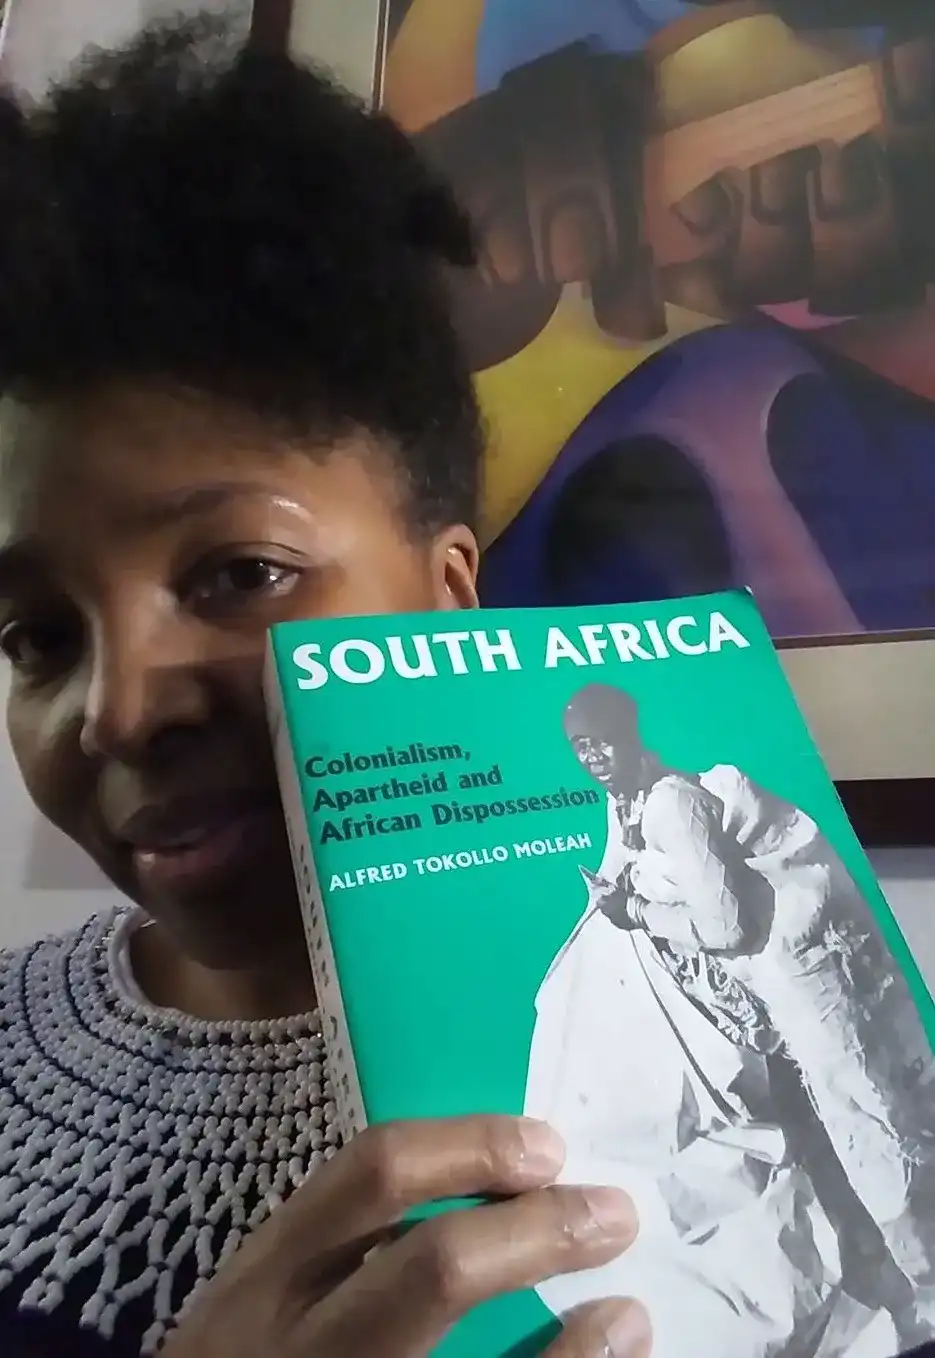 SOUTH AFRICA
Colonialism,
Apartheid and
African Dispossession
ALFRED TOKOLLO MOLEAH